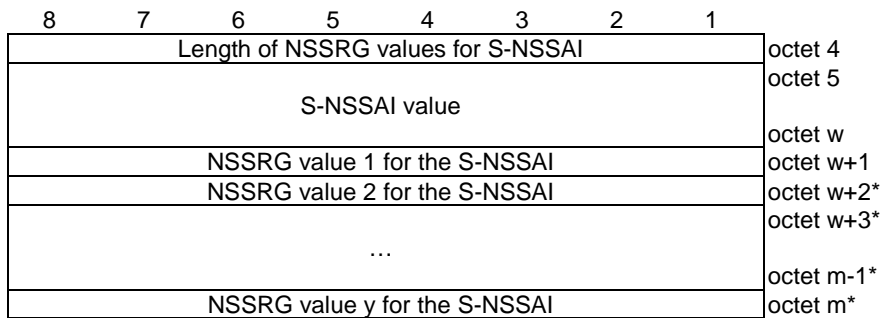 8 7 6 5 4 3 2 1
Length of NSSRG values for S-NSSAI octet 4
octet 5
S-NSSAI value
octet w
NSSRG value 1 for the S-NSSAI octet w+1
NSSRG value 2 for the S-NSSAI octet w+2*
octet w+3*
…
octet m-1*
NSSRG value y for the S-NSSAI octet m*